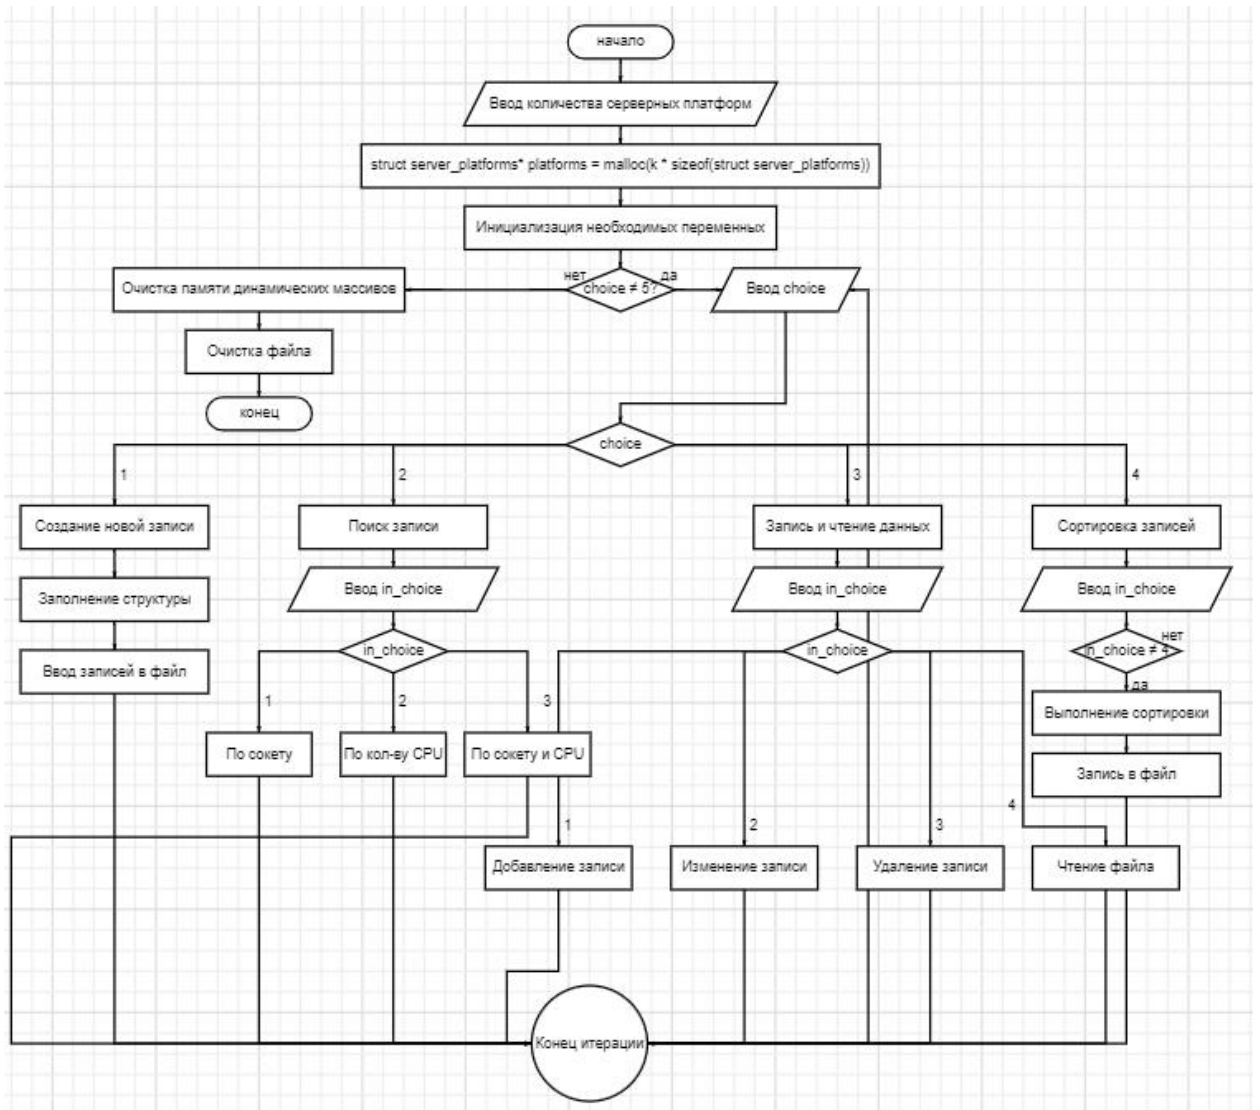 начало
Ввод количества серверных платформ
struct server_platforms* platforms = malloc(k * sizeof(struct server_platforms))
Инициализация необходимых переменных
нет
да
Очистка памяти динамических массивов
choice ≠ 5?
Ввод choice
Очистка файла
конец
choice
1
2
3
4
Создание новой записи
Поиск записи
Запись и чтение данных
Сортировка записей
Заполнение структуры
Ввод in_choice
Ввод in_choice
Ввод in_choice
нет
Ввод записей в файл
in_choice
in_choice
in_choice ≠ 4
да
1
2
3
Выполнение сортировки
По сокету
По кол-ву CPU
По сокету и CPU
Запись в файл
4
1
2
3
Добавление записи
Изменение записи
Удаление записи
Чтение файла
Конец итерации